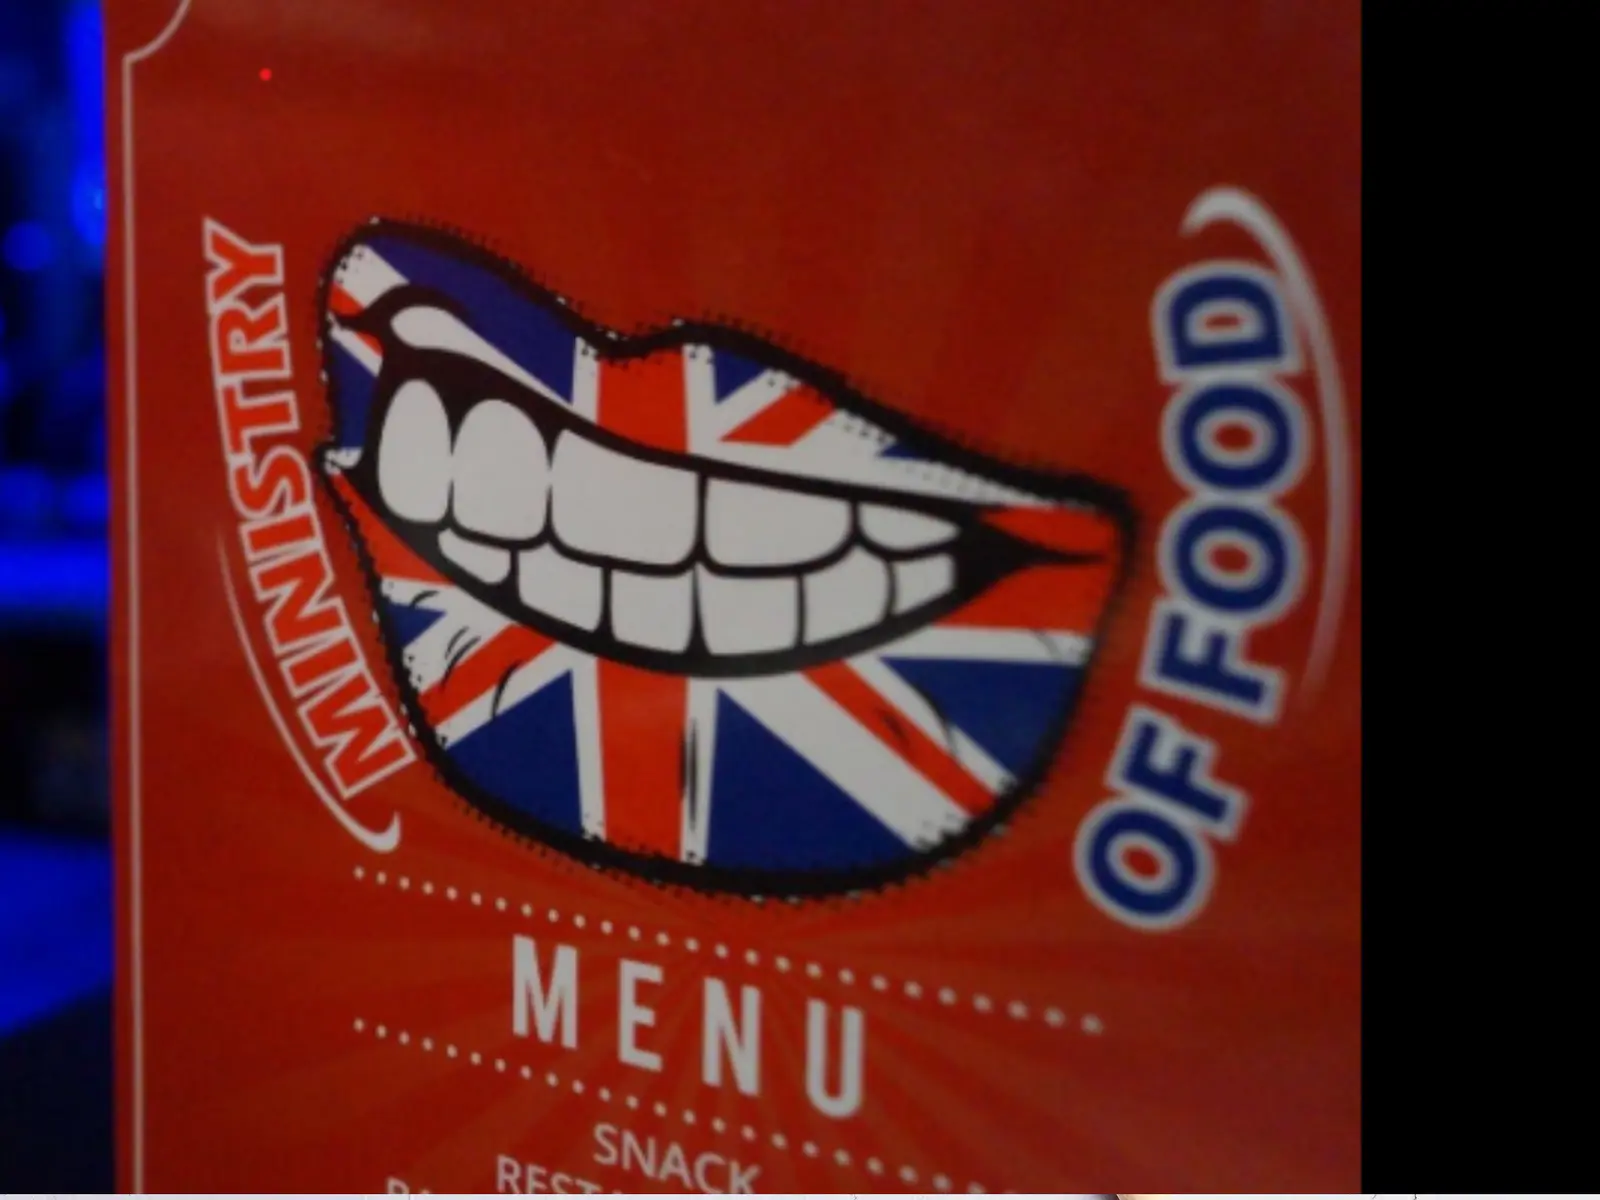 MINISTRY
OF FOOD
MENU
SNACK